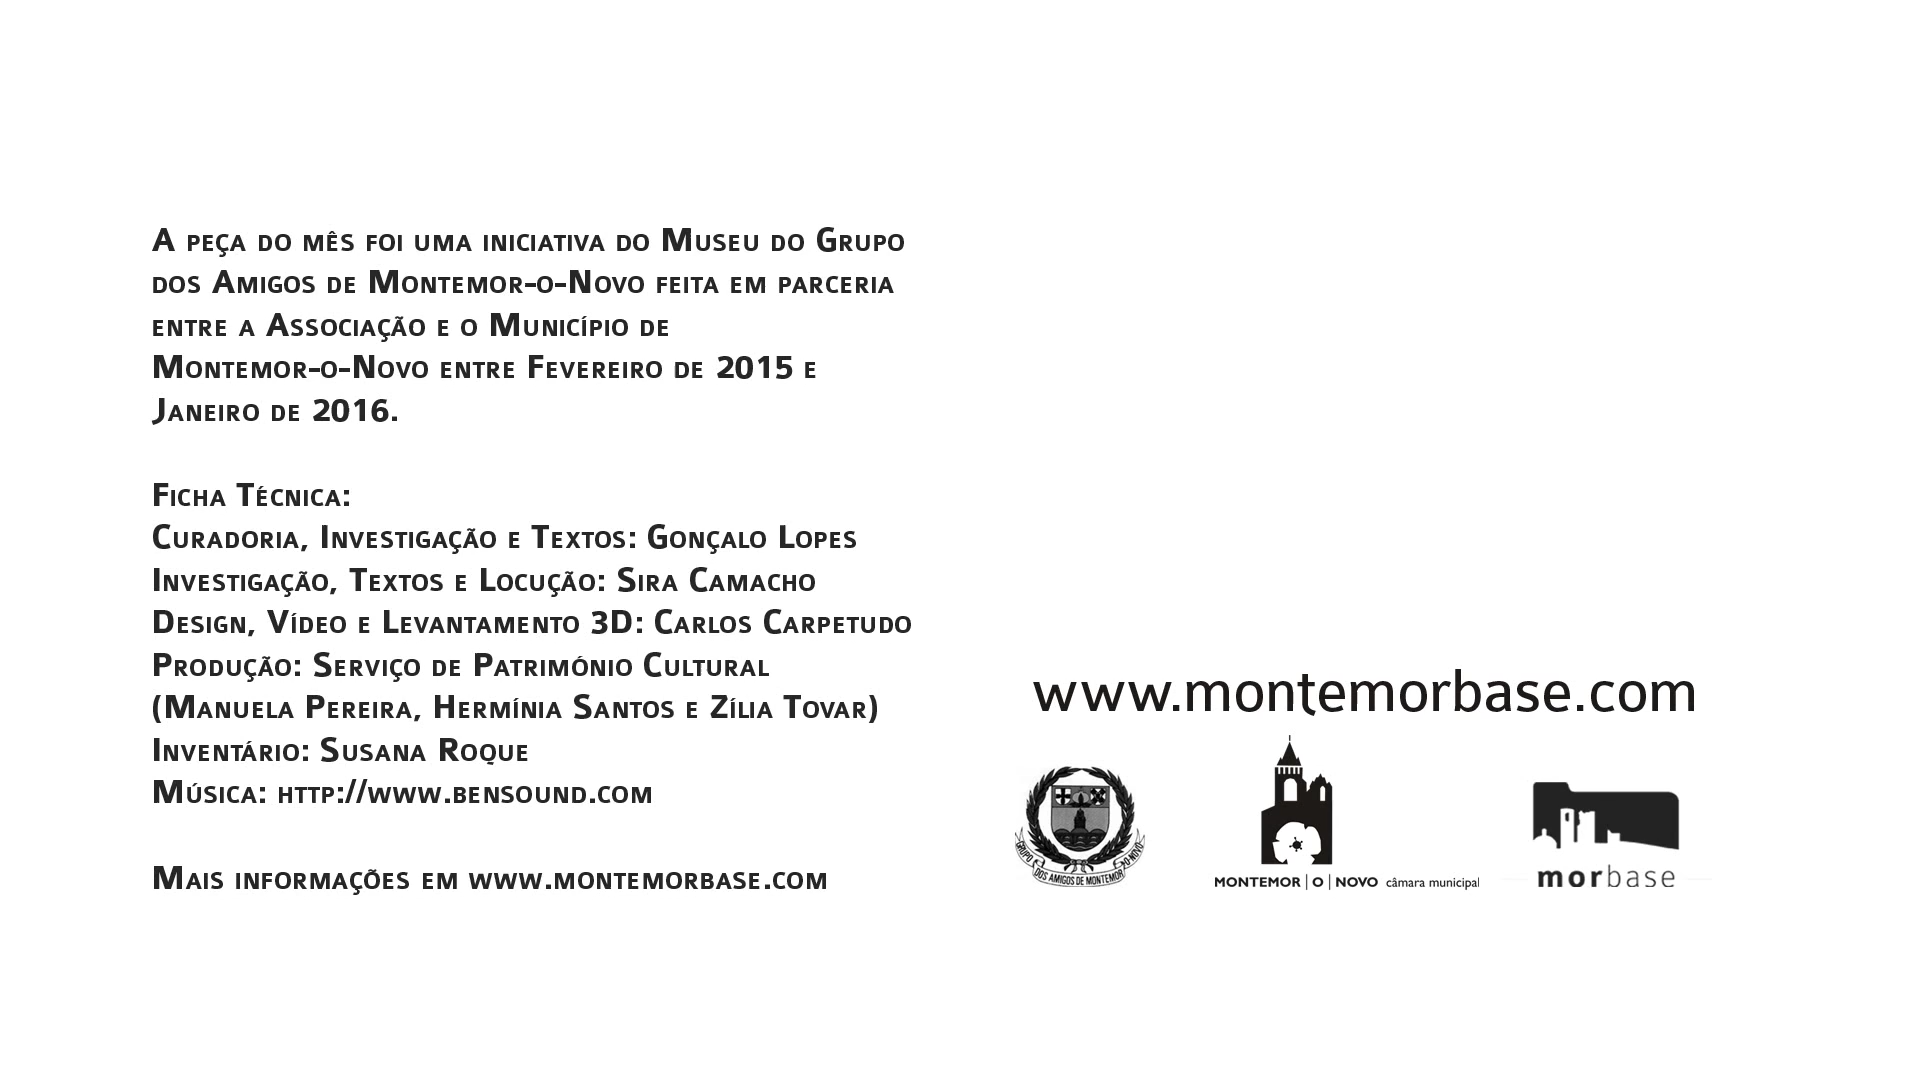 A peça do mês foi uma iniciativa do Museu do Grupo
dos Amigos de Montemor-o-Novo feita em parceria
entre a Associação e o Município de
Montemor-o-Novo entre Fevereiro de 2015 e
Janeiro de 2016.
Ficha Técnica:
Curadoria, Investigação e Textos: Gonçalo Lopes
Investigação, Textos e Locução: Sira Camacho
Design, Vídeo e Levantamento 3D: Carlos Carpetudo
Produção: Serviço de Património Cultural
(Manuela Pereira, Hermínia Santos e Zília Tovar)
Inventário: Susana Roque
Música: http://www.bensound.com
Mais informações em www.montemorbase.com
www.montemorbase.com
GRUPO DOS AMIGOS DE MONTEMOR O-NOVO
MONTEMOR | O | NOVO câmara municipal
morbase